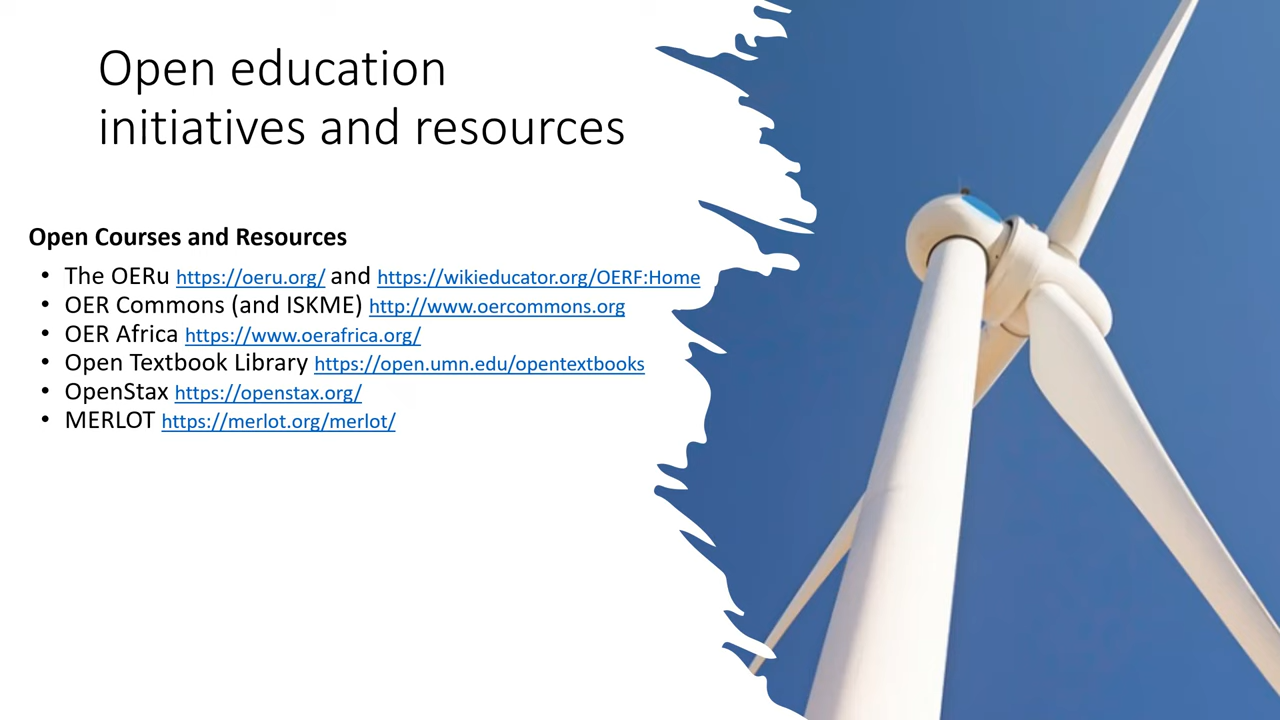 Open education
initiatives and resources
Open Courses and Resources
• The OERu https://oeru.org/ and https://wikieducator.org/OERF:Home
• OER Commons (and ISKME) http://www.oercommons.org
• OER Africa https://www.oerafrica.org/
• Open Textbook Library https://open.umn.edu/opentextbooks
• OpenStax https://openstax.org/
• MERLOT https://merlot.org/merlot/